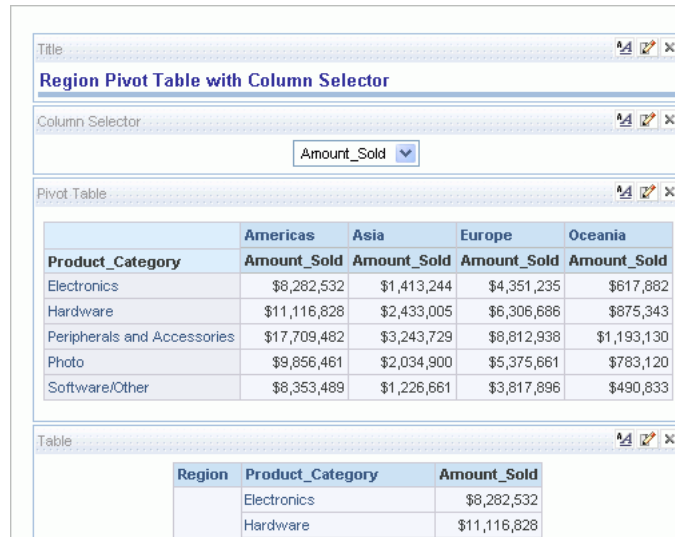 Title
Region Pivot Table with Column Selector
Column Selector
Amount_Sold
Pivot Table
Americas Asia Europe Oceania
Product_Category Amount_Sold Amount_Sold Amount_Sold Amount_Sold
Electronics $8,282,532 $1,413,244 $4,351,235 $617,882
Hardware $11,116,828 $2,433,005 $6,306,686 $875,343
Peripherals and Accessories $17,709,482 $3,243,729 $8,812,938 $1,193,130
Photo $9,856,461 $2,034,900 $5,375,661 $783,120
Software/Other $8,353,489 $1,226,661 $3,817,896 $490,833
Table
Region Product_Category Amount_Sold
Electronics $8,282,532
Hardware $11,116,828